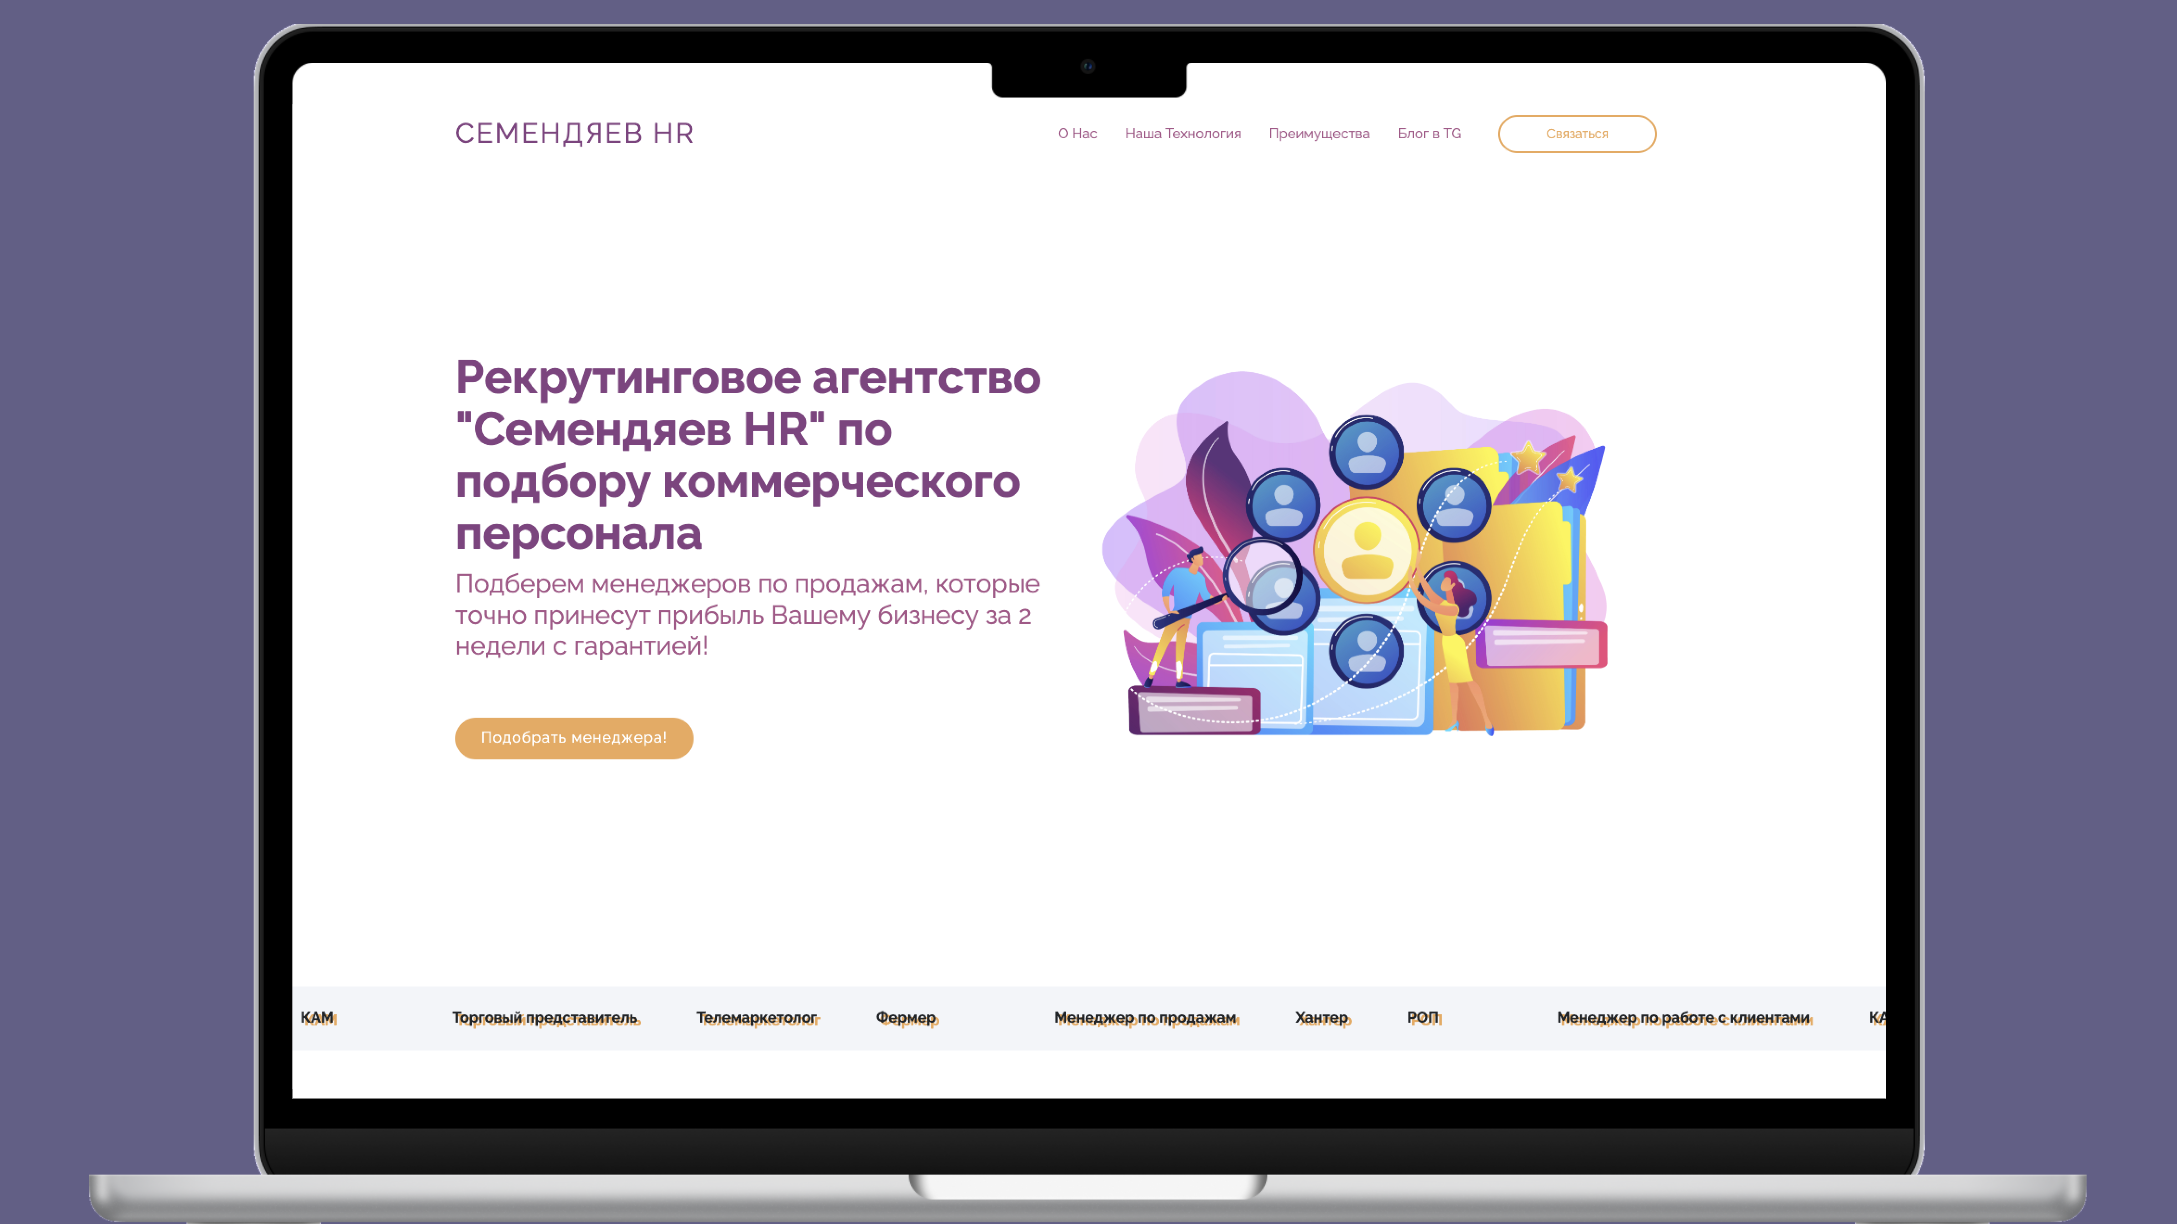 СЕМЕНДЯЕВ HR
О Нас
Наша Технология
Преимущества
Блог в TG
Связаться
Рекрутинговое агентство
"Семендяев HR" по
подбору коммерческого
персонала
Подберем менеджеров по продажам, которые
точно принесут прибыль Вашему бизнесу за 2
недели с гарантией!
Подобрать менеджера!
КАМ Торговый представитель Телемаркетолог Фермер Менеджер по продажам Хантер РОП Менеджер по работе с клиентами КА